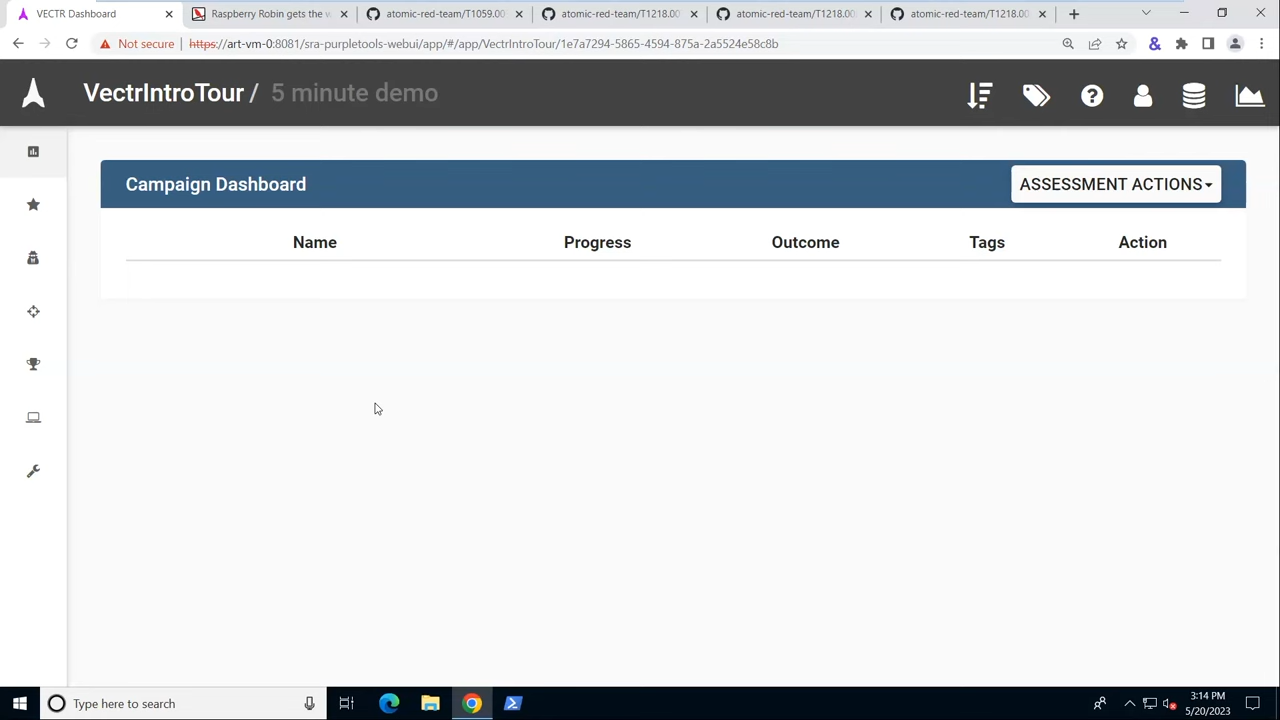 VECTR Dashboard
Raspberry Robin gets the w
atomic-red-team/T1059.00
atomic-red-team/T1218.00
atomic-red-team/T1218.00
atomic-red-team/T1218.00
Not secure
https://art-vm-0:8081/sra-purpletools-webui/app/#/app/VectrIntroTour/1e7a7294-5865-4594-875a-2a5524e58c8b
VectrIntroTour / 5 minute demo
Campaign Dashboard
ASSESSMENT ACTIONS
Name Progress Outcome Tags Action
Type here to search
3:14 PM
5/20/2023